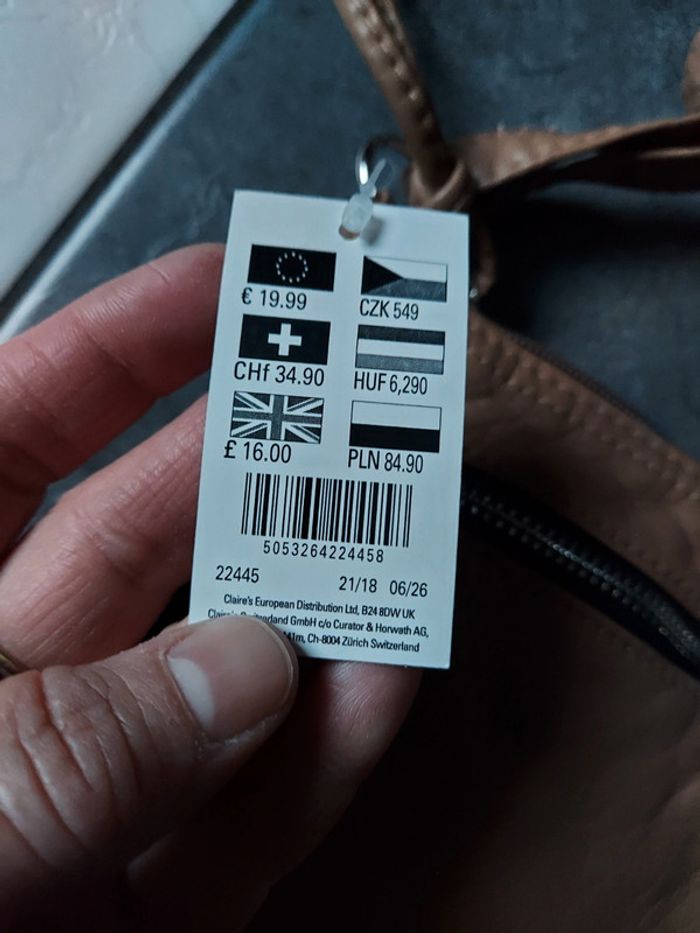 € 19.99 CZK 549
CHf 34.90 HUF 6,290
£ 16.00 PLN 84.90
5053264224458
22445 21/18 06/26
Claire's European Distribution Ltd, B24 8DW UK
GmbH c/o Curator & Horwath AG,
Ch-8004 Zürich Switzerland